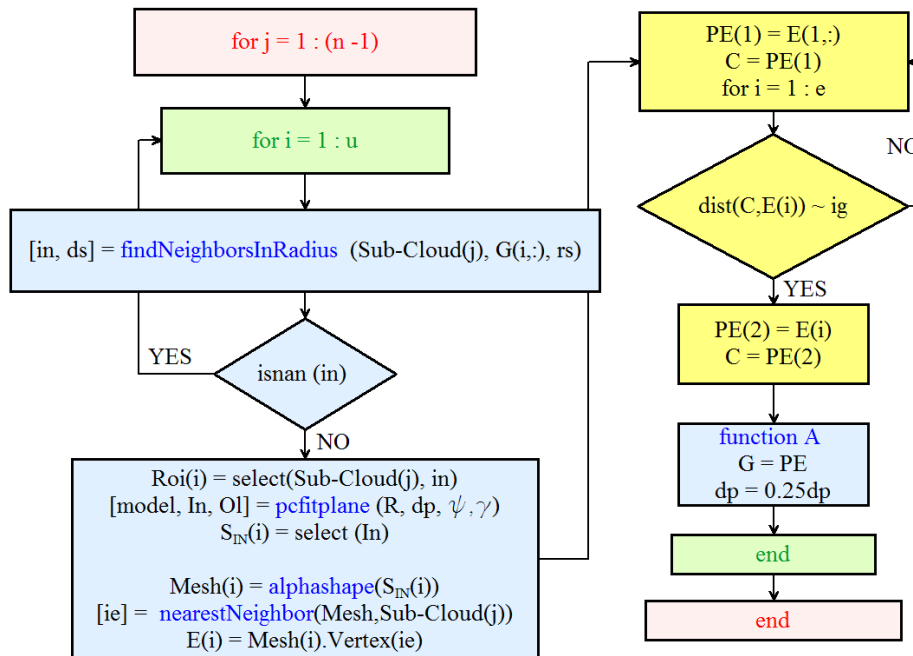 for j = 1 : (n -1)
for i = 1 : u
[in, ds] = findNeighborsInRadius (Sub-Cloud(j), G(i,:), rs)
YES
isnan (in)
NO
Roi(i) = select(Sub-Cloud(j), in)
[model, In, Ol] = pcfitplane (R, dp, ψ,γ)
S_IN(i) = select (In)
Mesh(i) = alphashape(S_IN(i))
[ie] = nearestNeighbor(Mesh,Sub-Cloud(j))
E(i) = Mesh(i).Vertex(ie)
PE(1) = E(1,:)
C = PE(1)
for i = 1 : e
NO
dist(C,E(i)) ~ ig
YES
PE(2) = E(i)
C = PE(2)
function A
G = PE
dp = 0.25dp
end
end